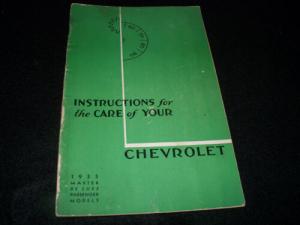 INSTRUCTIONS for
the CARE of YOUR
CHEVROLET
1935
MASTER
DE LUXE
PASSENGER
MODELS